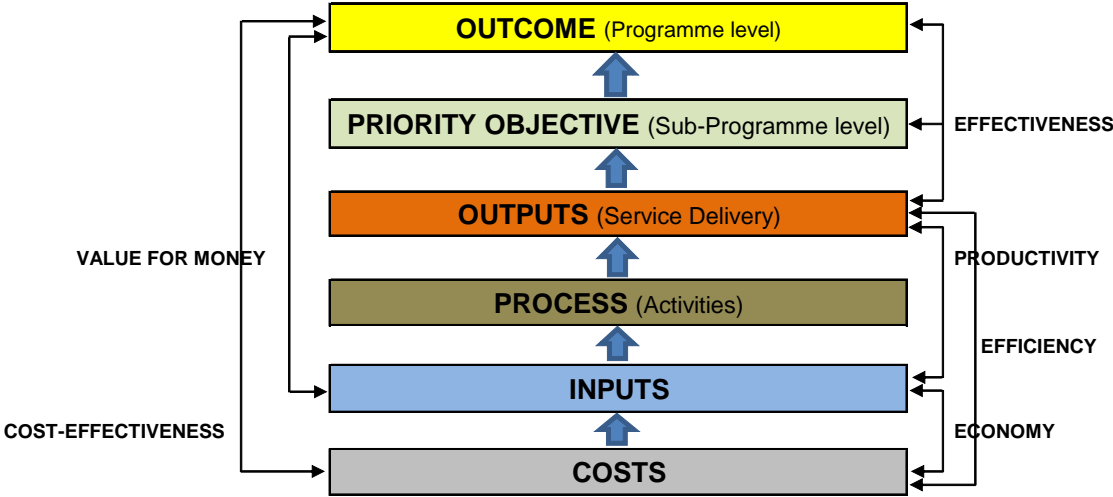 OUTCOME (Programme level)
PRIORITY OBJECTIVE (Sub-Programme level)
EFFECTIVENESS
OUTPUTS (Service Delivery)
VALUE FOR MONEY
PRODUCTIVITY
PROCESS (Activities)
EFFICIENCY
INPUTS
COST-EFFECTIVENESS
ECONOMY
COSTS